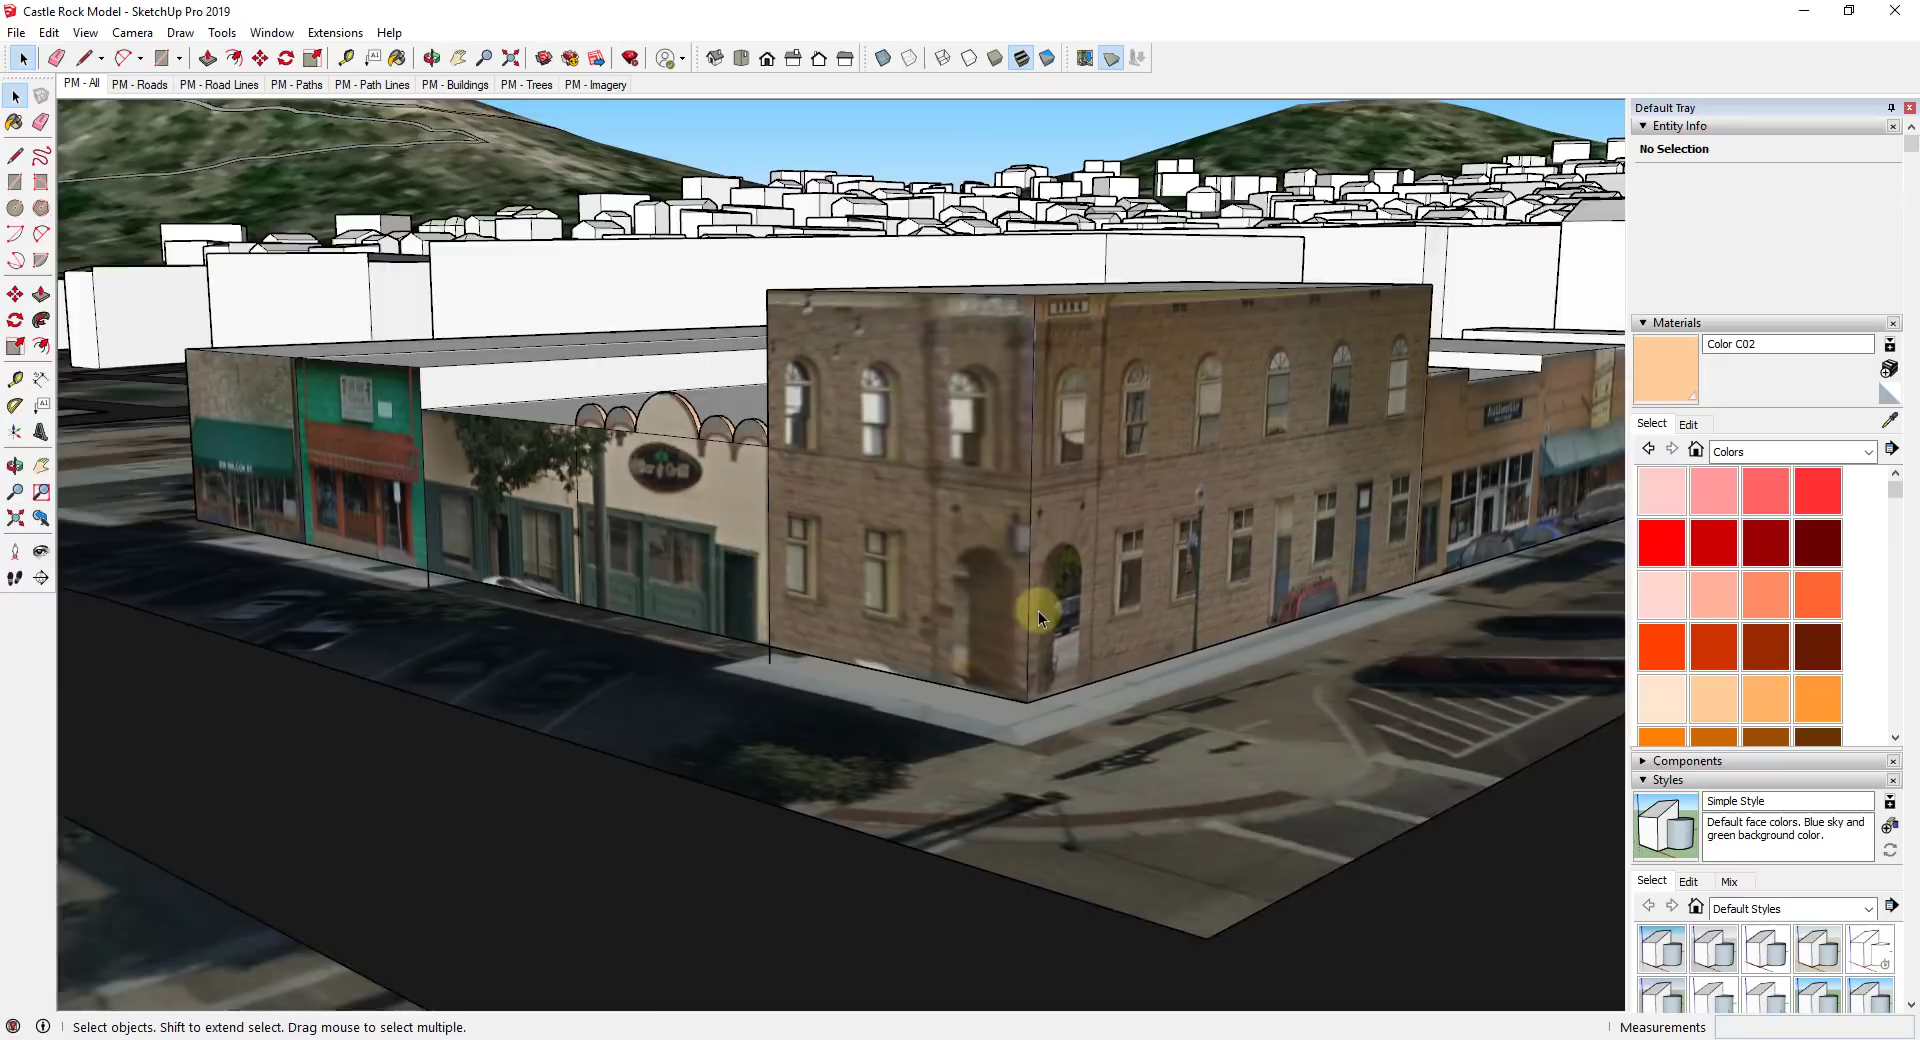 Castle Rock Model - SketchUp Pro 2019
File Edit View Camera Draw Tools Window Extensions Help
PM - All PM - Roads PM - Road Lines PM - Paths PM - Path Lines PM - Buildings PM - Trees PM - Imagery
Default Tray
Entity Info
No Selection
Materials
Color C02
Select Edit
Colors
Components
Styles
Simple Style
Default face colors. Blue sky and
green background color.
Select Edit Mix
Default Styles
Bar & Grill
Select objects. Shift to extend select. Drag mouse to select multiple.
Measurements